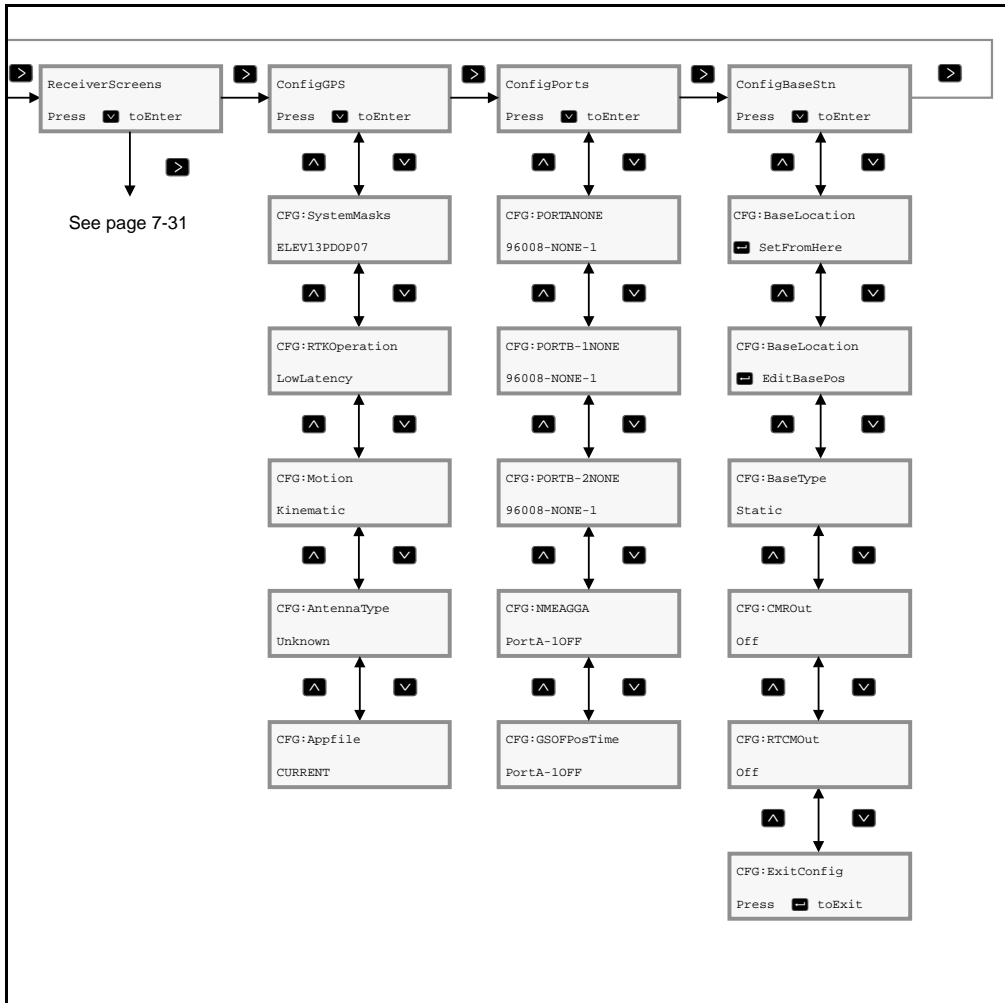 ReceiverScreens
Press toEnter
See page 7-31
ConfigGPS
Press toEnter
CFG:SystemMasks
ELEV13PDOP07
CFG:RTKOperation
LowLatency
CFG:Motion
Kinematic
CFG:AntennaType
Unknown
CFG:Appfile
CURRENT
ConfigPorts
Press toEnter
CFG:PORTANONE
96008-NONE-1
CFG:PORTB-1NONE
96008-NONE-1
CFG:PORTB-2NONE
96008-NONE-1
CFG:NMEAGGA
PortA-1OFF
CFG:GSOFPosTime
PortA-1OFF
ConfigBaseStn
Press toEnter
CFG:BaseLocation
SetFromHere
CFG:BaseLocation
EditBasePos
CFG:BaseType
Static
CFG:CMROut
Off
CFG:RTCMOut
Off
CFG:ExitConfig
Press toExit